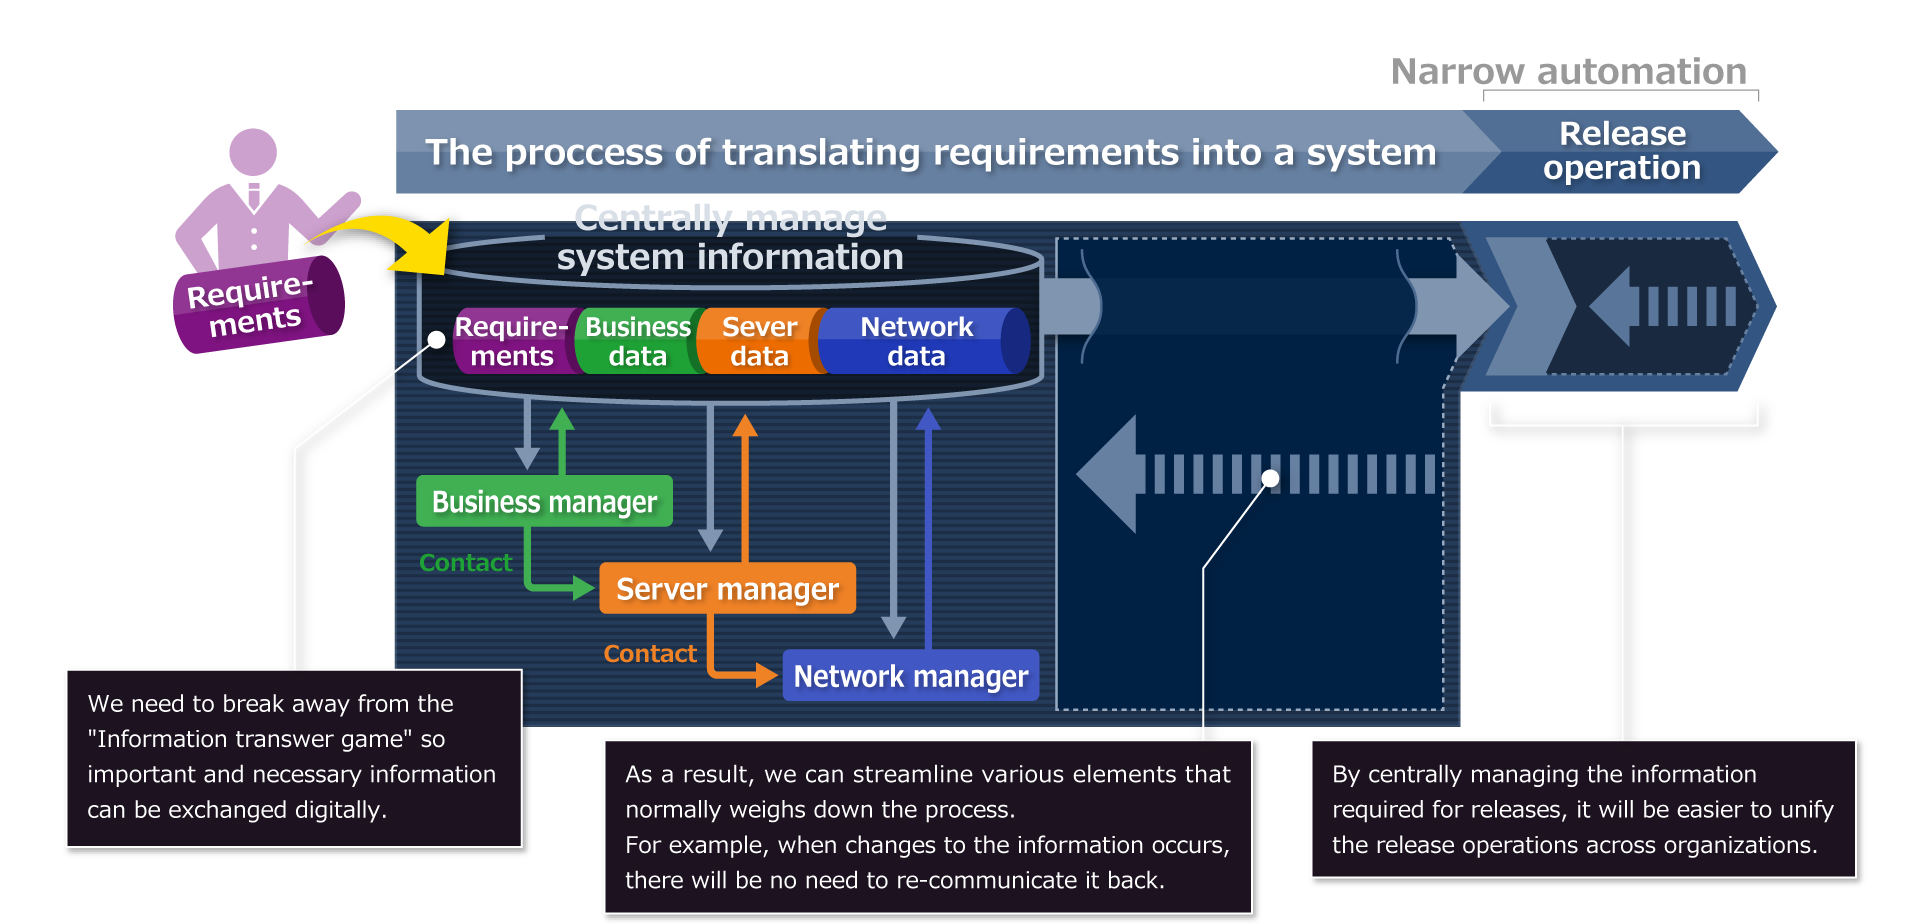 Narrow automation
The proccess of translating requirements into a system
Release
operation
Centrally manage
system information
Require-
ments
Require-
ments
Business
data
Sever
data
Network
data
Business manager
Contact
Server manager
Contact
Network manager
We need to break away from the
"Information transwer game" so
important and necessary information
can be exchanged digitally.
As a result, we can streamline various elements that
normally weighs down the process.
For example, when changes to the information occurs,
there will be no need to re-communicate it back.
By centrally managing the information
required for releases, it will be easier to unify
the release operations across organizations.